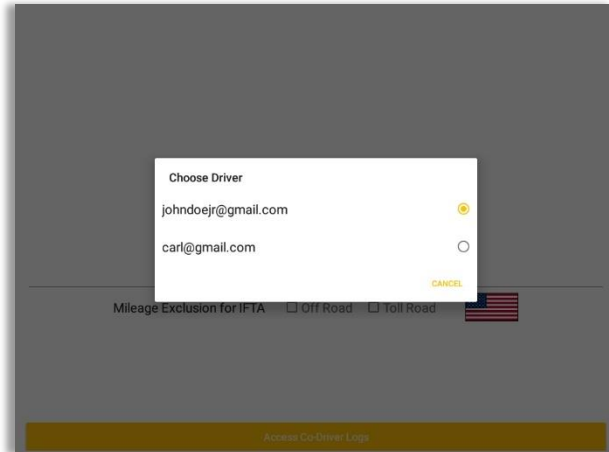 Choose Driver
johndoejr@gmail.com
carl@gmail.com
CANCEL
Mileage Exclusion for IFTA Off Road Toll Road
Access Co-Driver Logs